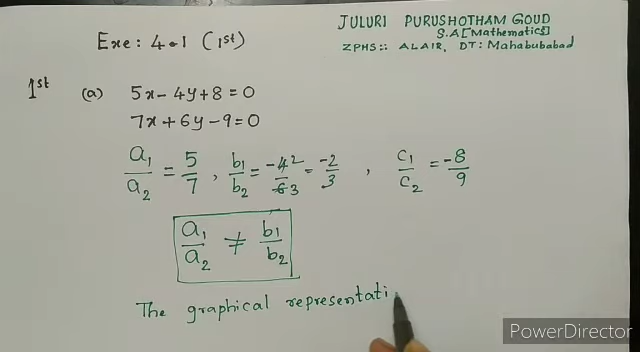 JULURI PURUSHOTHAM GOUD
S.A [Mathematics]
ZPHS:: ALAIR, DT: Mahabubabad
Exe: 4.1 (1st)
1st (a) 5x - 4y + 8 = 0
7x + 6y - 9 = 0
a₁/a₂ = 5/7, b₁/b₂ = -4 2/6 3 = -2/3, c₁/c₂ = -8/9
a₁/a₂ ≠ b₁/b₂
The graphical representati
PowerDirector